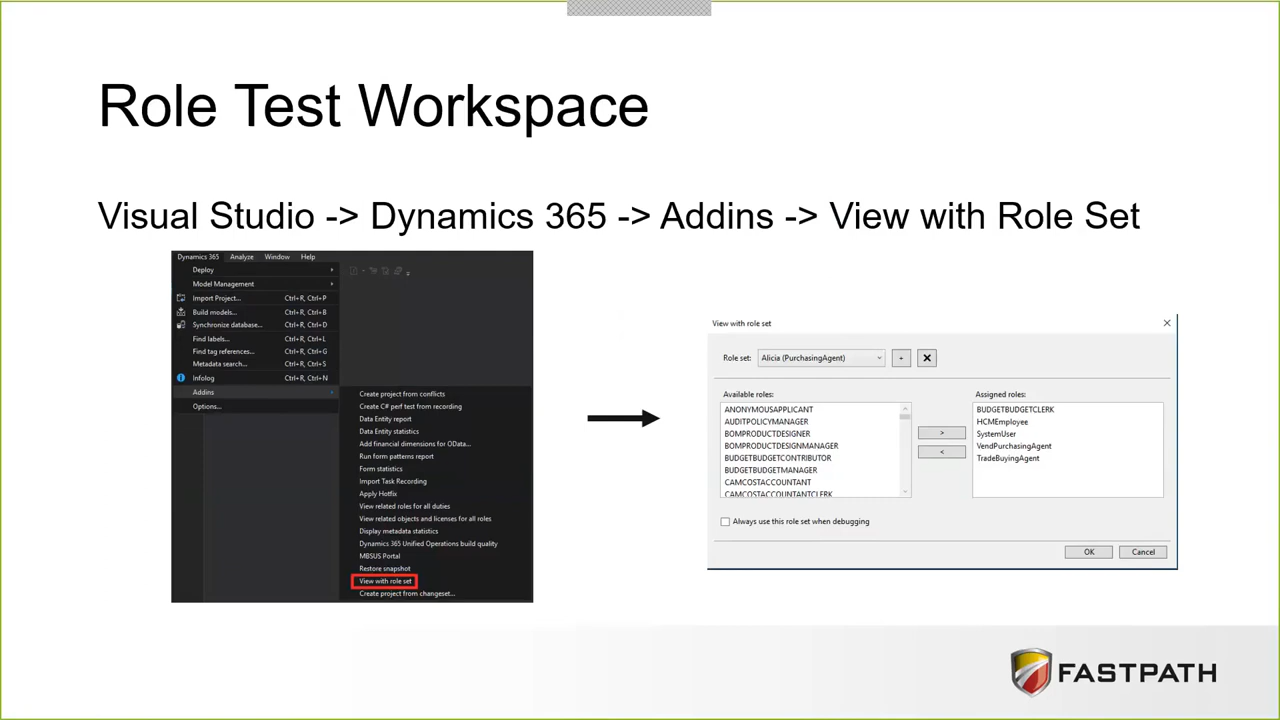 Role Test Workspace
Visual Studio -> Dynamics 365 -> Addins -> View with Role Set
Dynamics 365 Analyze Window Help
Deploy
Model Management
Import Project... Ctrl+R, Ctrl+P
Build models... Ctrl+R, Ctrl+B
Synchronize database... Ctrl+R, Ctrl+D
Find labels... Ctrl+R, Ctrl+L
Find tag references... Ctrl+R, Ctrl+G
Metadata search... Ctrl+R, Ctrl+S
Infolog Ctrl+R, Ctrl+N
Addins
Options...
Create project from conflicts
Create C# perf test from recording
Data Entity report
Data Entity statistics
Add financial dimensions for OData...
Run form patterns report
Form statistics
Import Task Recording
Apply Hotfix
View related roles for all duties
View related objects and licenses for all roles
Display metadata statistics
Dynamics 365 Unified Operations build quality
MBSUS Portal
Restore snapshot
View with role set
Create project from changeset...
View with role set
Role set: Alicia (PurchasingAgent)
Available roles:
ANONYMOUSAPPLICANT
AUDITPOLICYMANAGER
BOMPRODUCTDESIGNER
BOMPRODUCTDESIGNMANAGER
BUDGETBUDGETCONTRIBUTOR
BUDGETBUDGETMANAGER
CAMCOSTACCOUNTANT
CAMCOSTACCOUNTANTCLERK
>
<
Assigned roles:
BUDGETBUDGETCLERK
HCMEmployee
SystemUser
VendPurchasingAgent
TradeBuyingAgent
Always use this role set when debugging
OK Cancel
FASTPATH